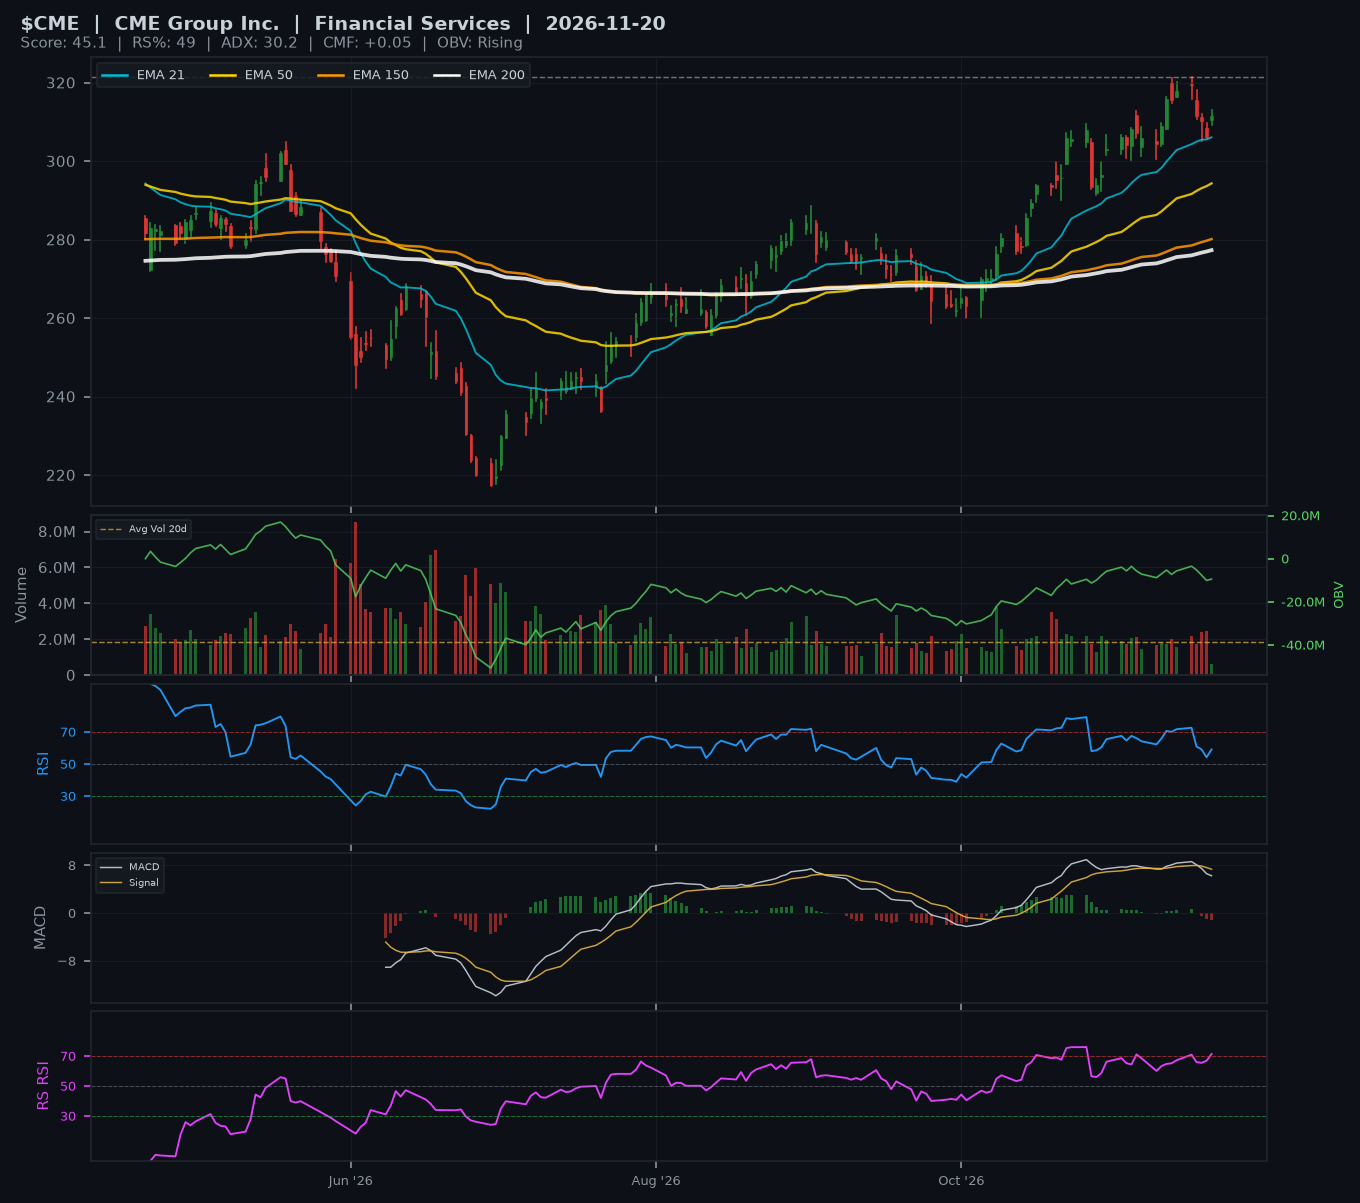 $CME | CME Group Inc. | Financial Services | 2026-11-20
Score: 45.1 | RS%: 49 | ADX: 30.2 | CMF: +0.05 | OBV: Rising
EMA 21 EMA 50 EMA 150 EMA 200
320
300
280
260
240
220
Avg Vol 20d
Volume
8.0M
6.0M
4.0M
2.0M
0
20.0M
0
-20.0M
-40.0M
OBV
RSI
70
50
30
MACD
Signal
MACD
8
0
−8
RS RSI
70
50
30
Jun '26 Aug '26 Oct '26